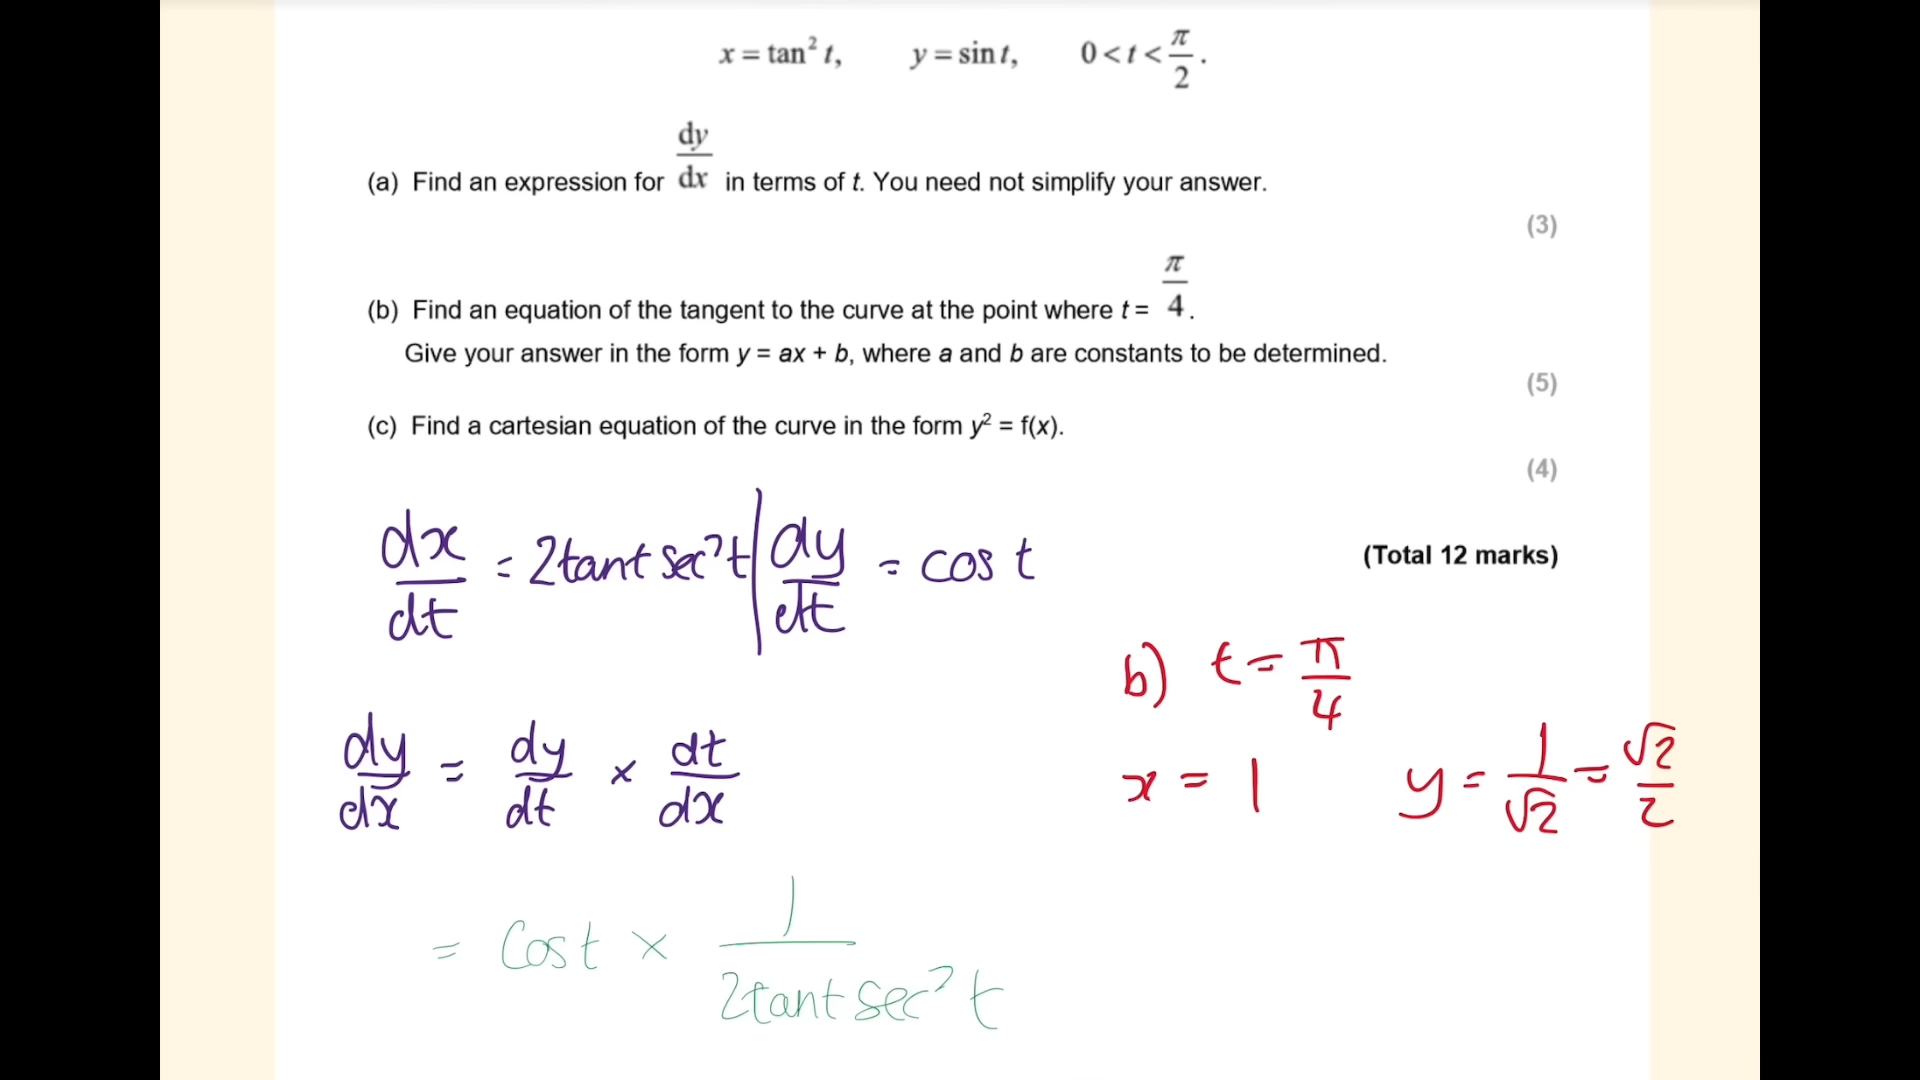 x = tan² t, y = sin t, 0 < t < π/2.
(a) Find an expression for dy/dx in terms of t. You need not simplify your answer.
(3)
(b) Find an equation of the tangent to the curve at the point where t = π/4.
Give your answer in the form y = ax + b, where a and b are constants to be determined.
(5)
(c) Find a cartesian equation of the curve in the form y² = f(x).
(4)
(Total 12 marks)
dx/dt = 2tant sec²t | dy/dt = cos t
b) t = π/4
dy/dx = dy/dt × dt/dx
x = 1 y = 1/√2 = √2/2
= cost × 1/2tant sec²t